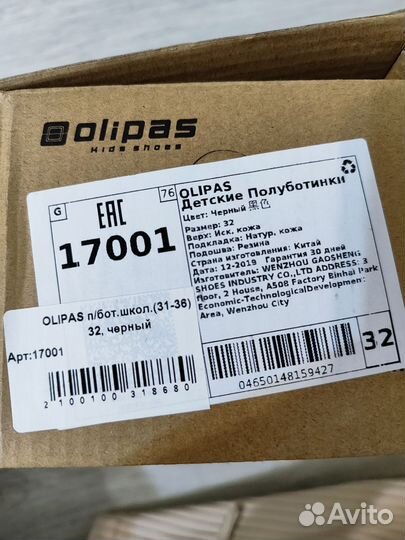 olipas
Kids shoes
G
EAC
76
17001
OLIPAS
Детские Полуботинки
Цвет: Черный 黑色
Размер: 32
Верх: Иск. кожа
Подкладка: Натур. кожа
Подошва: Резина
Страна изготовления: Китай
Дата: 12-2019 Гарантия 30 дней
Изготовитель: WENZHOU GAOSHENG
SHOES INDUSTRY CO.,LTD ADDRESS: 3
Floor, 2 House, A508 Factory Binhai Park
Economic-TechnologicalDevelopment
Area, Wenzhou City
04650148159427
32
OLIPAS п/бот.школ.(31-36)
32, черный
Арт:17001
2100100318680
Avito